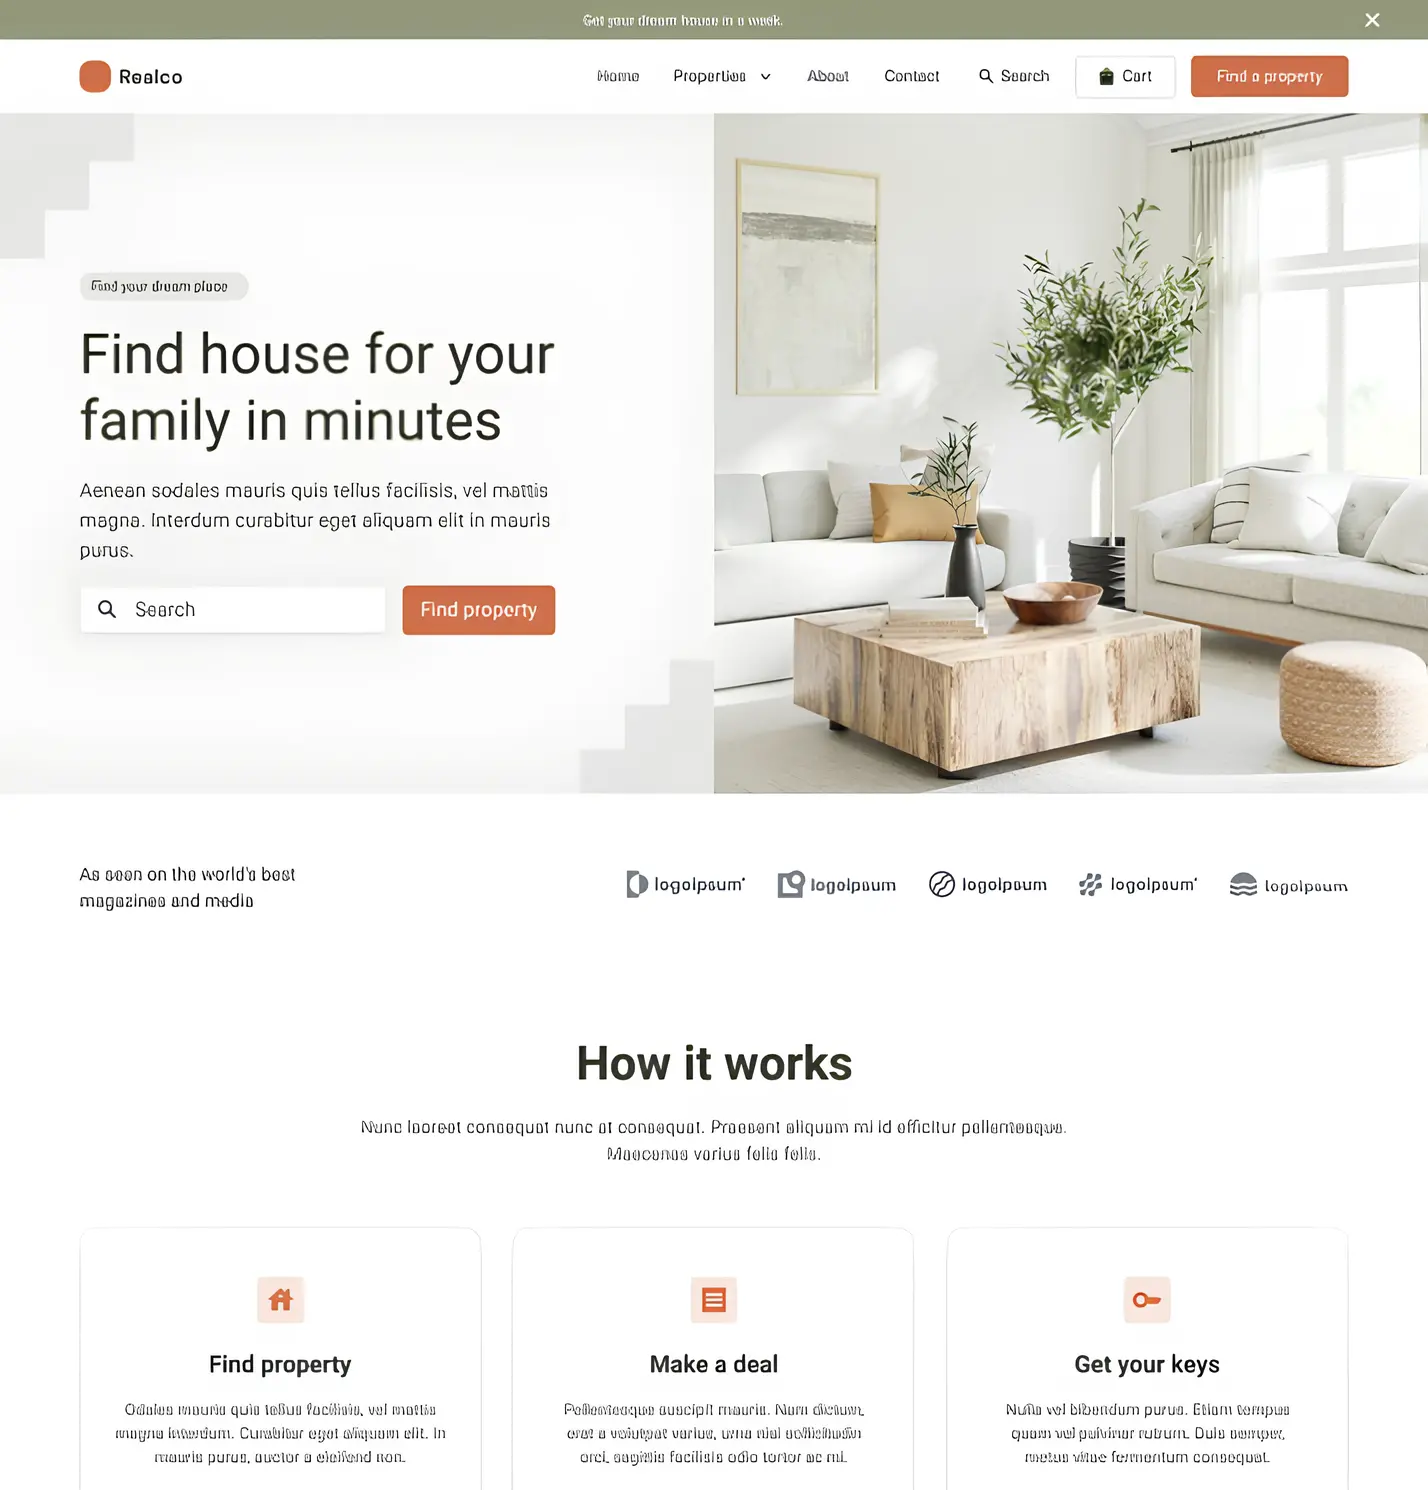 Get your dream house in a week.
Realco
Home Properties About Contact Search Cart Find a property
Find your dream place
Find house for your
family in minutes
Aenean sodales mauris quis tellus facilisis, vel mattis
magna. Interdum curabitur eget aliquam elit in mauris
purus.
Search Find property
As seen on the world's best
magazines and media
logoipsum logoipsum logoipsum logoipsum logoipsum
How it works
Nunc laoreet consequat nunc at consequat. Praesent aliquam mi id efficitur pellentesque.
Maecenas varius felis felis.
Find property
Odales mauris quis tellus facilisis, vel mattis
magna interdum. Curabitur eget aliquam elit. In
mauris purus, auctor a eleifend non.
Make a deal
Pellentesque suscipit mauris. Nam dictum,
erat a volutpat varius, urna nisl sollicitudin
orci, sagittis facilisis odio tortor ac mi.
Get your keys
Nulla vel bibendum purus. Etiam tempus
quam vel pulvinar rutrum. Duis semper,
metus vitae fermentum consequat.